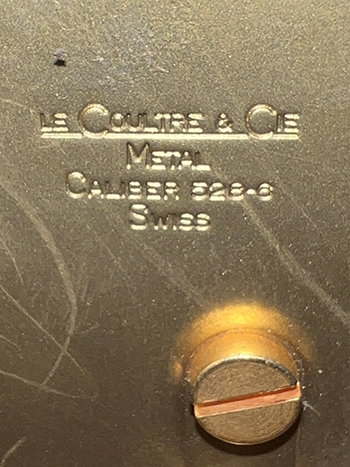 LE COULTRE & CIE
METAL
CALIBER 528-6
SWISS